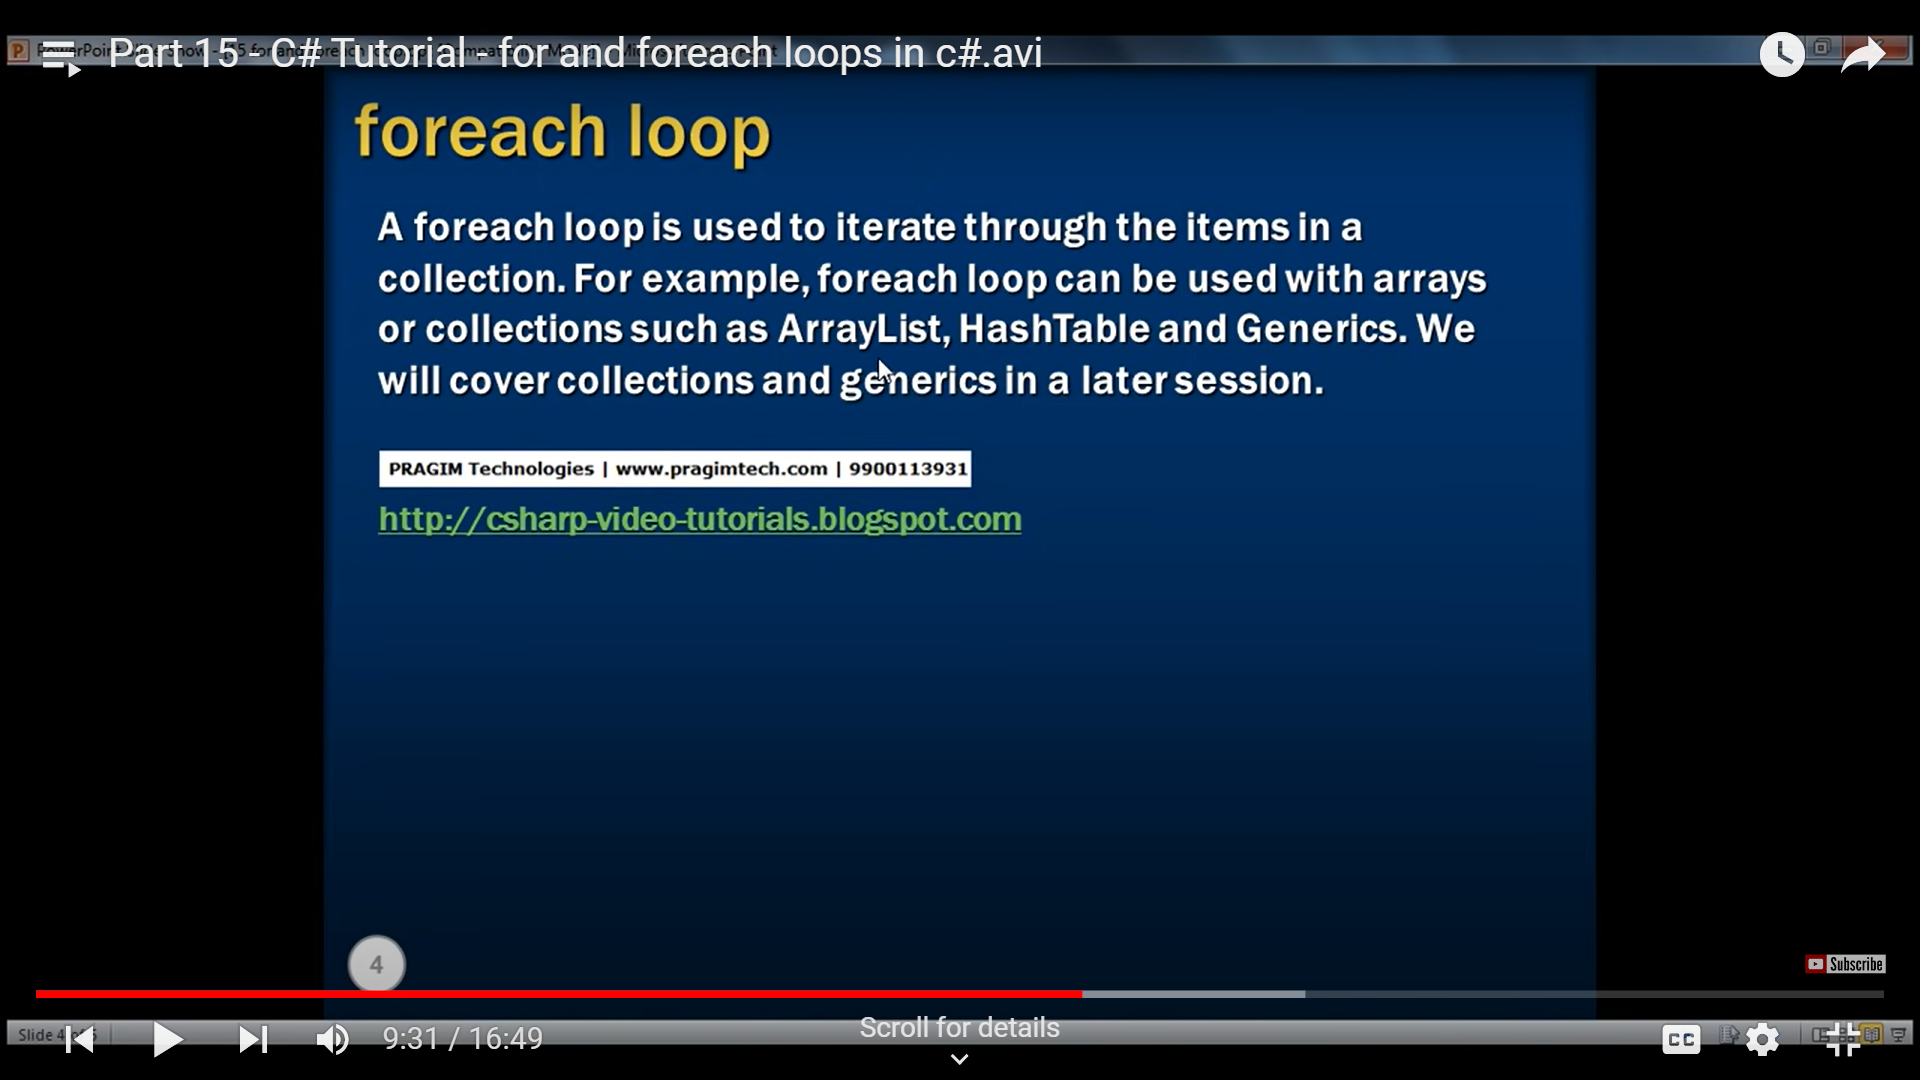 Part 15 - C# Tutorial - for and foreach loops in c#.avi
foreach loop
A foreach loop is used to iterate through the items in a
collection. For example, foreach loop can be used with arrays
or collections such as ArrayList, HashTable and Generics. We
will cover collections and generics in a later session.
PRAGIM Technologies | www.pragimtech.com | 9900113931
http://csharp-video-tutorials.blogspot.com
4
Subscribe
Scroll for details
Slide 4
9:31 / 16:49
CC